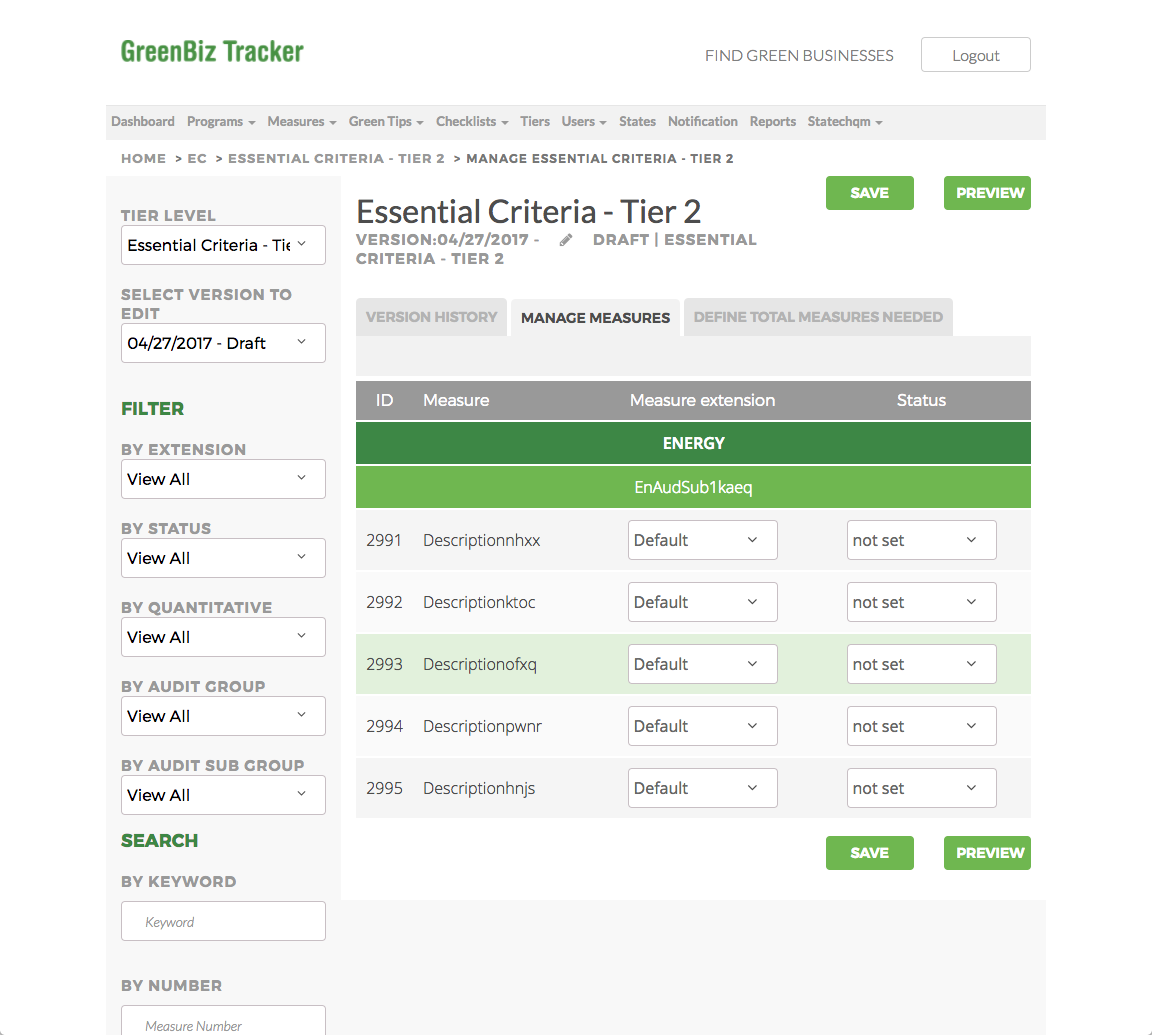 GreenBiz Tracker
FIND GREEN BUSINESSES
Logout
Dashboard Programs Measures Green Tips Checklists Tiers Users States Notification Reports Statechqm
HOME > EC > ESSENTIAL CRITERIA - TIER 2 > MANAGE ESSENTIAL CRITERIA - TIER 2
TIER LEVEL
Essential Criteria - Tie
SELECT VERSION TO
EDIT
04/27/2017 - Draft
FILTER
BY EXTENSION
View All
BY STATUS
View All
BY QUANTITATIVE
View All
BY AUDIT GROUP
View All
BY AUDIT SUB GROUP
View All
SEARCH
BY KEYWORD
Keyword
BY NUMBER
Measure Number
SAVE PREVIEW
Essential Criteria - Tier 2
VERSION:04/27/2017 - DRAFT | ESSENTIAL
CRITERIA - TIER 2
VERSION HISTORY MANAGE MEASURES DEFINE TOTAL MEASURES NEEDED
ID Measure Measure extension Status
ENERGY
EnAudSub1kaeq
2991 Descriptionnhxx Default not set
2992 Descriptionktoc Default not set
2993 Descriptionofxq Default not set
2994 Descriptionpwnr Default not set
2995 Descriptionhnjs Default not set
SAVE PREVIEW